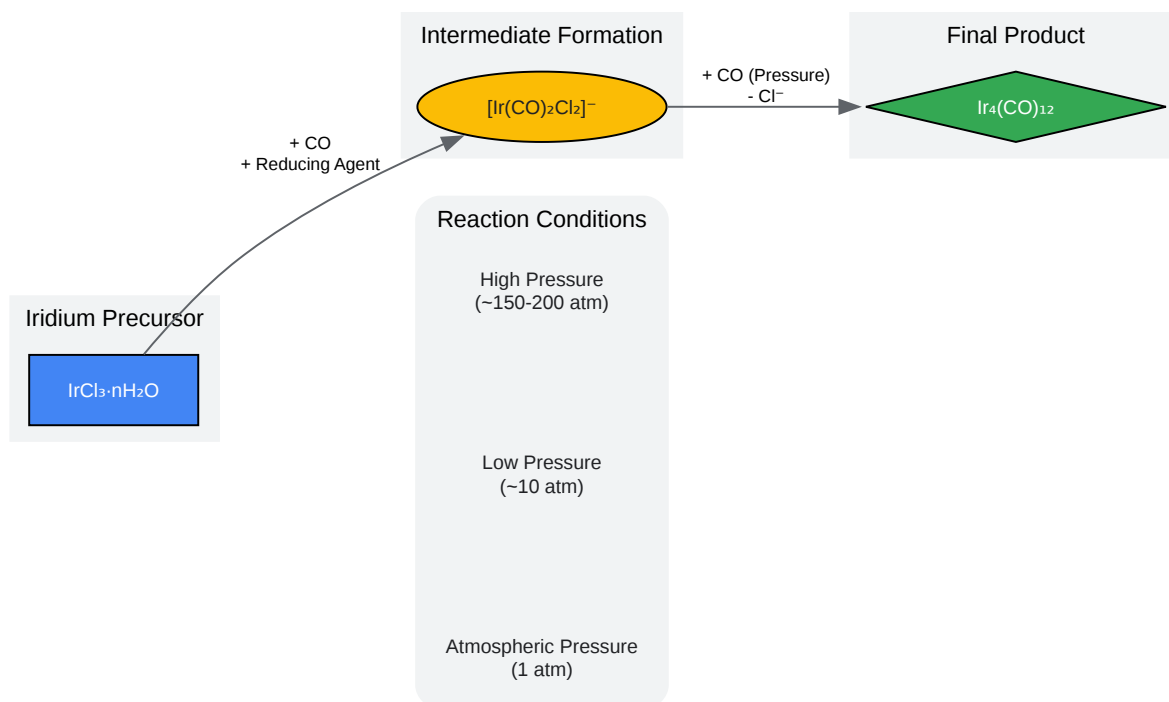 Intermediate Formation
[Ir(CO)₂Cl₂]⁻
+ CO (Pressure)
- Cl⁻
Final Product
Ir₄(CO)₁₂
+ CO
+ Reducing Agent
Iridium Precursor
IrCl₃·nH₂O
Reaction Conditions
High Pressure
(~150-200 atm)
Low Pressure
(~10 atm)
Atmospheric Pressure
(1 atm)